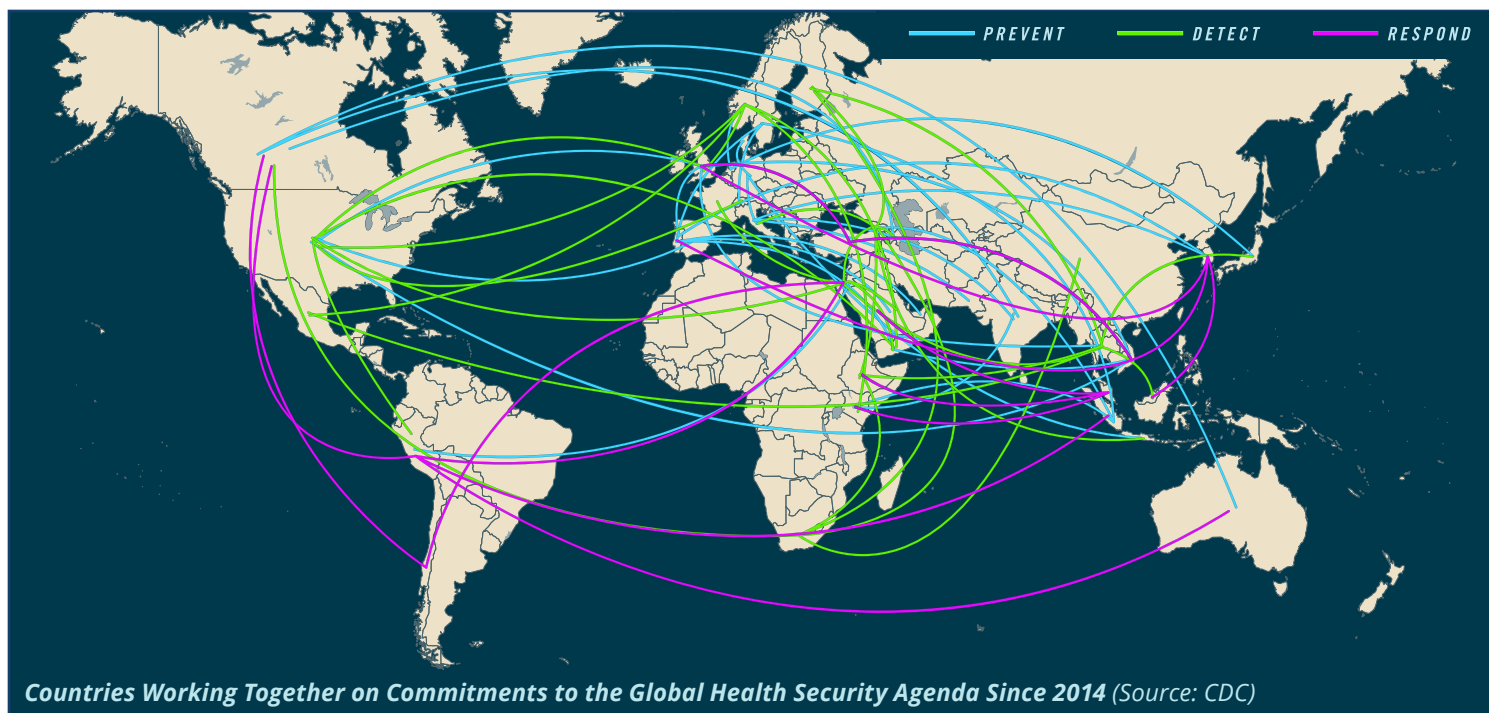 PREVENT DETECT RESPOND
Countries Working Together on Commitments to the Global Health Security Agenda Since 2014 (Source: CDC)